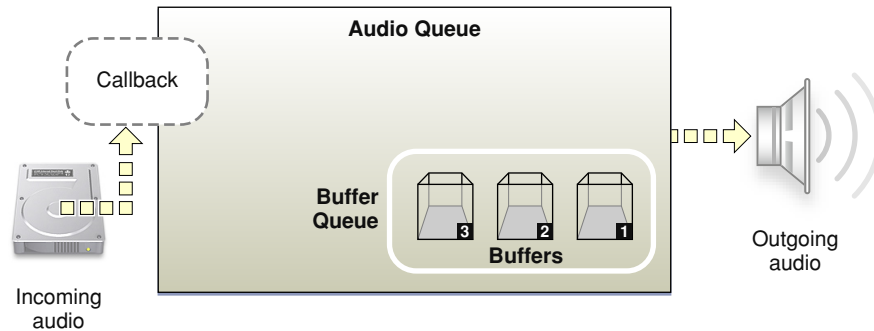 Audio Queue
Callback
Buffer
Queue
3
2
1
Buffers
Incoming
audio
Outgoing
audio